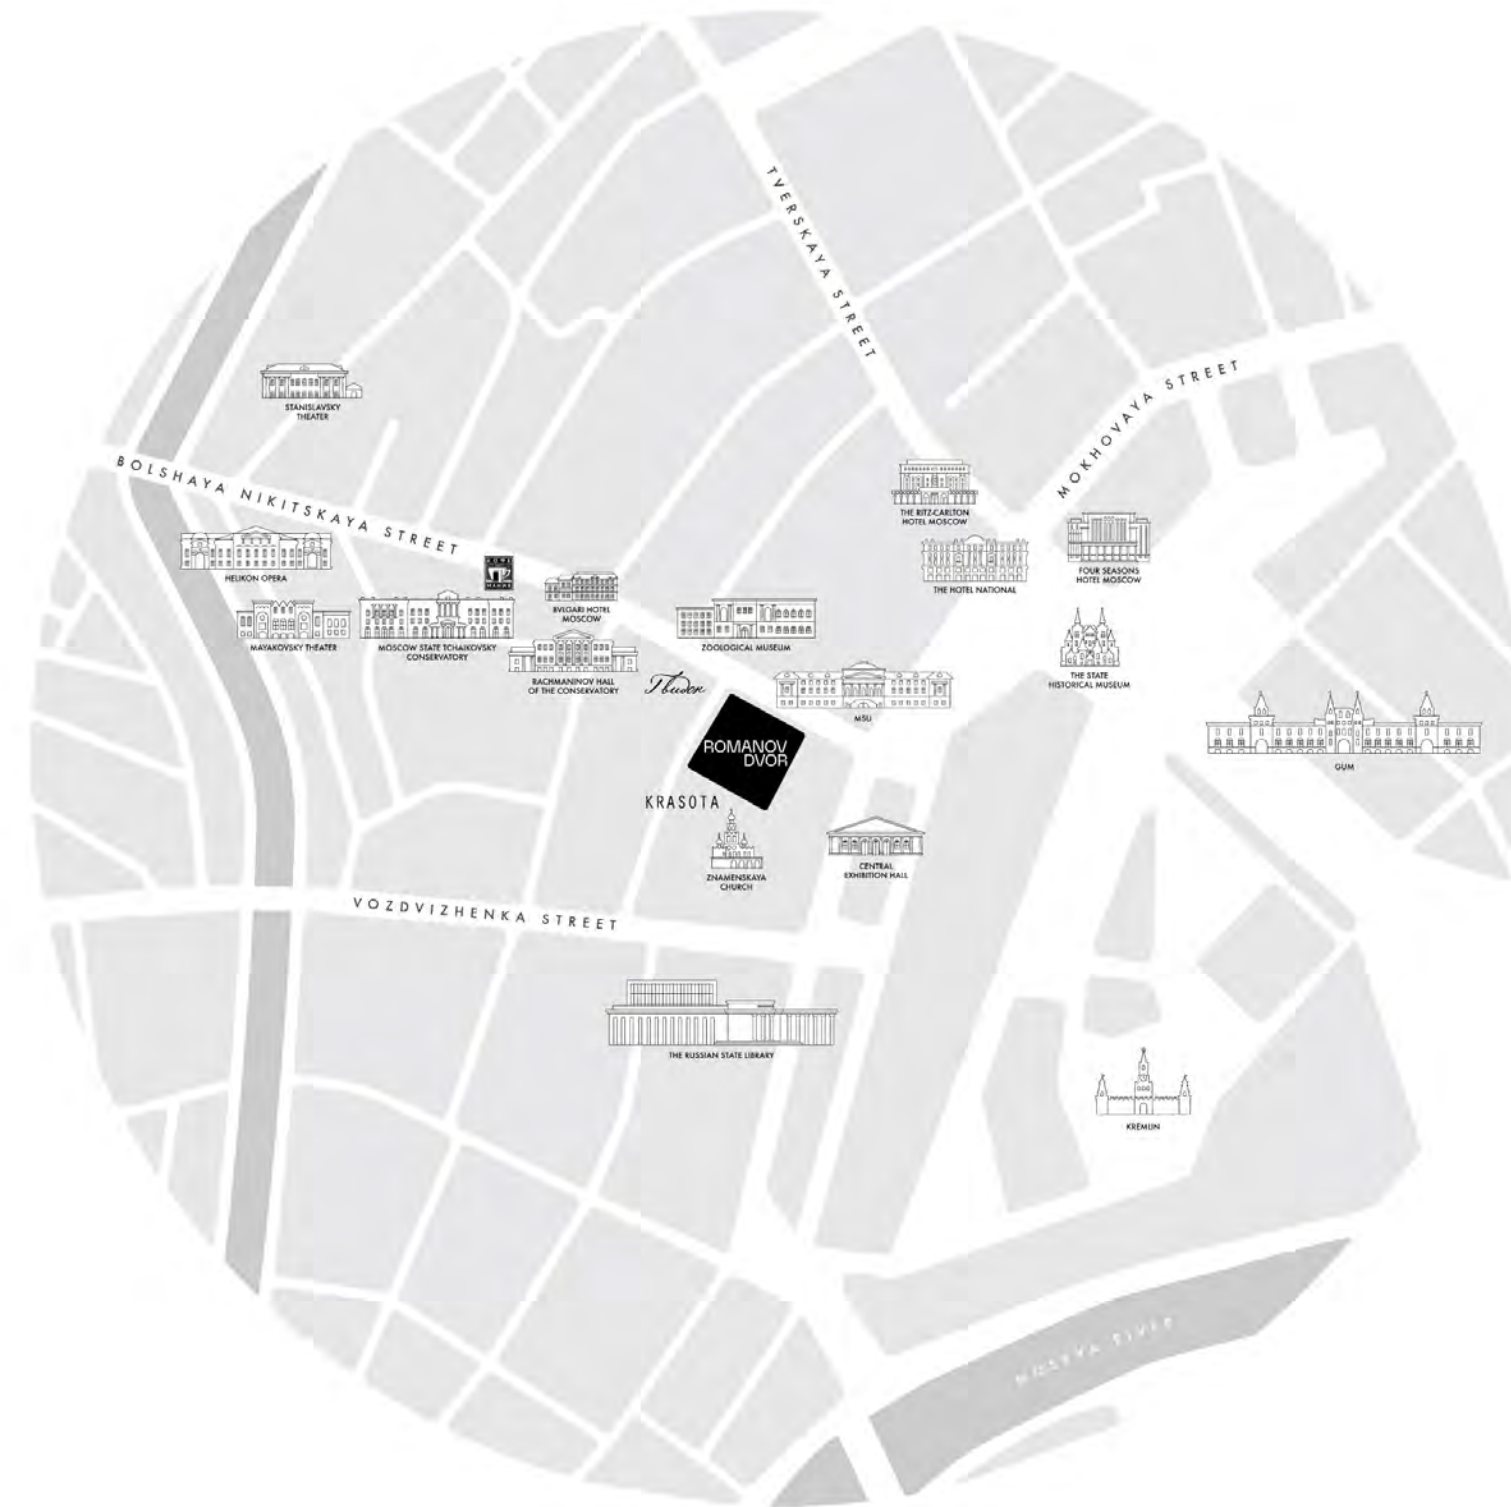 TVERSKAYA STREET
MOKHOVAYA STREET
STANISLAVSKY
THEATER
BOLSHAYA NIKITSKAYA STREET
THE RITZ-CARLTON
HOTEL MOSCOW
FOUR SEASONS
HOTEL MOSCOW
HELIKON OPERA
THE HOTEL NATIONAL
BVLGARI HOTEL
MOSCOW
MAYAKOVSKY THEATER
MOSCOW STATE TCHAIKOVSKY
CONSERVATORY
ZOOLOGICAL MUSEUM
RACHMANINOV HALL
OF THE CONSERVATORY
THE STATE
HISTORICAL MUSEUM
MSU
ROMANOV
DVOR
GUM
KRASOTA
CENTRAL
EXHIBITION HALL
ZNAMENSKAYA
CHURCH
VOZDVIZHENKA STREET
THE RUSSIAN STATE LIBRARY
KREMLIN
MOSKVA RIVER